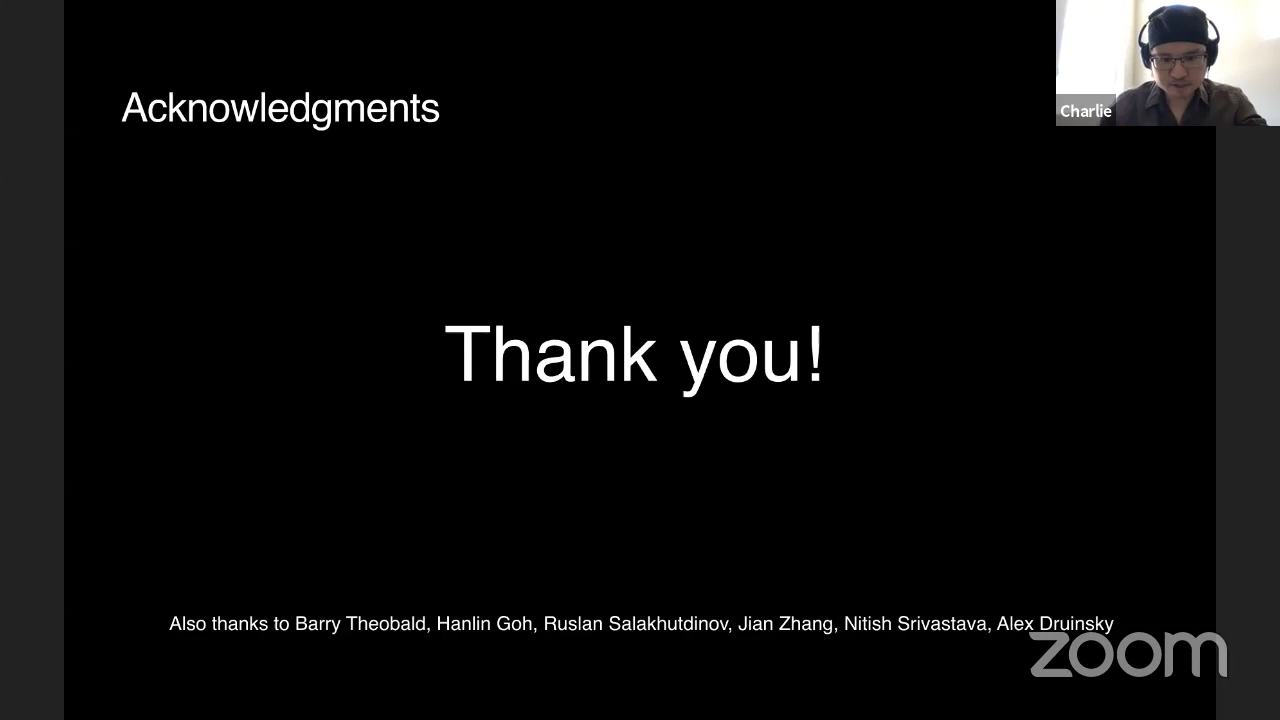 Acknowledgments
Charlie
Thank you!
Also thanks to Barry Theobald, Hanlin Goh, Ruslan Salakhutdinov, Jian Zhang, Nitish Srivastava, Alex Druinsky
zoom